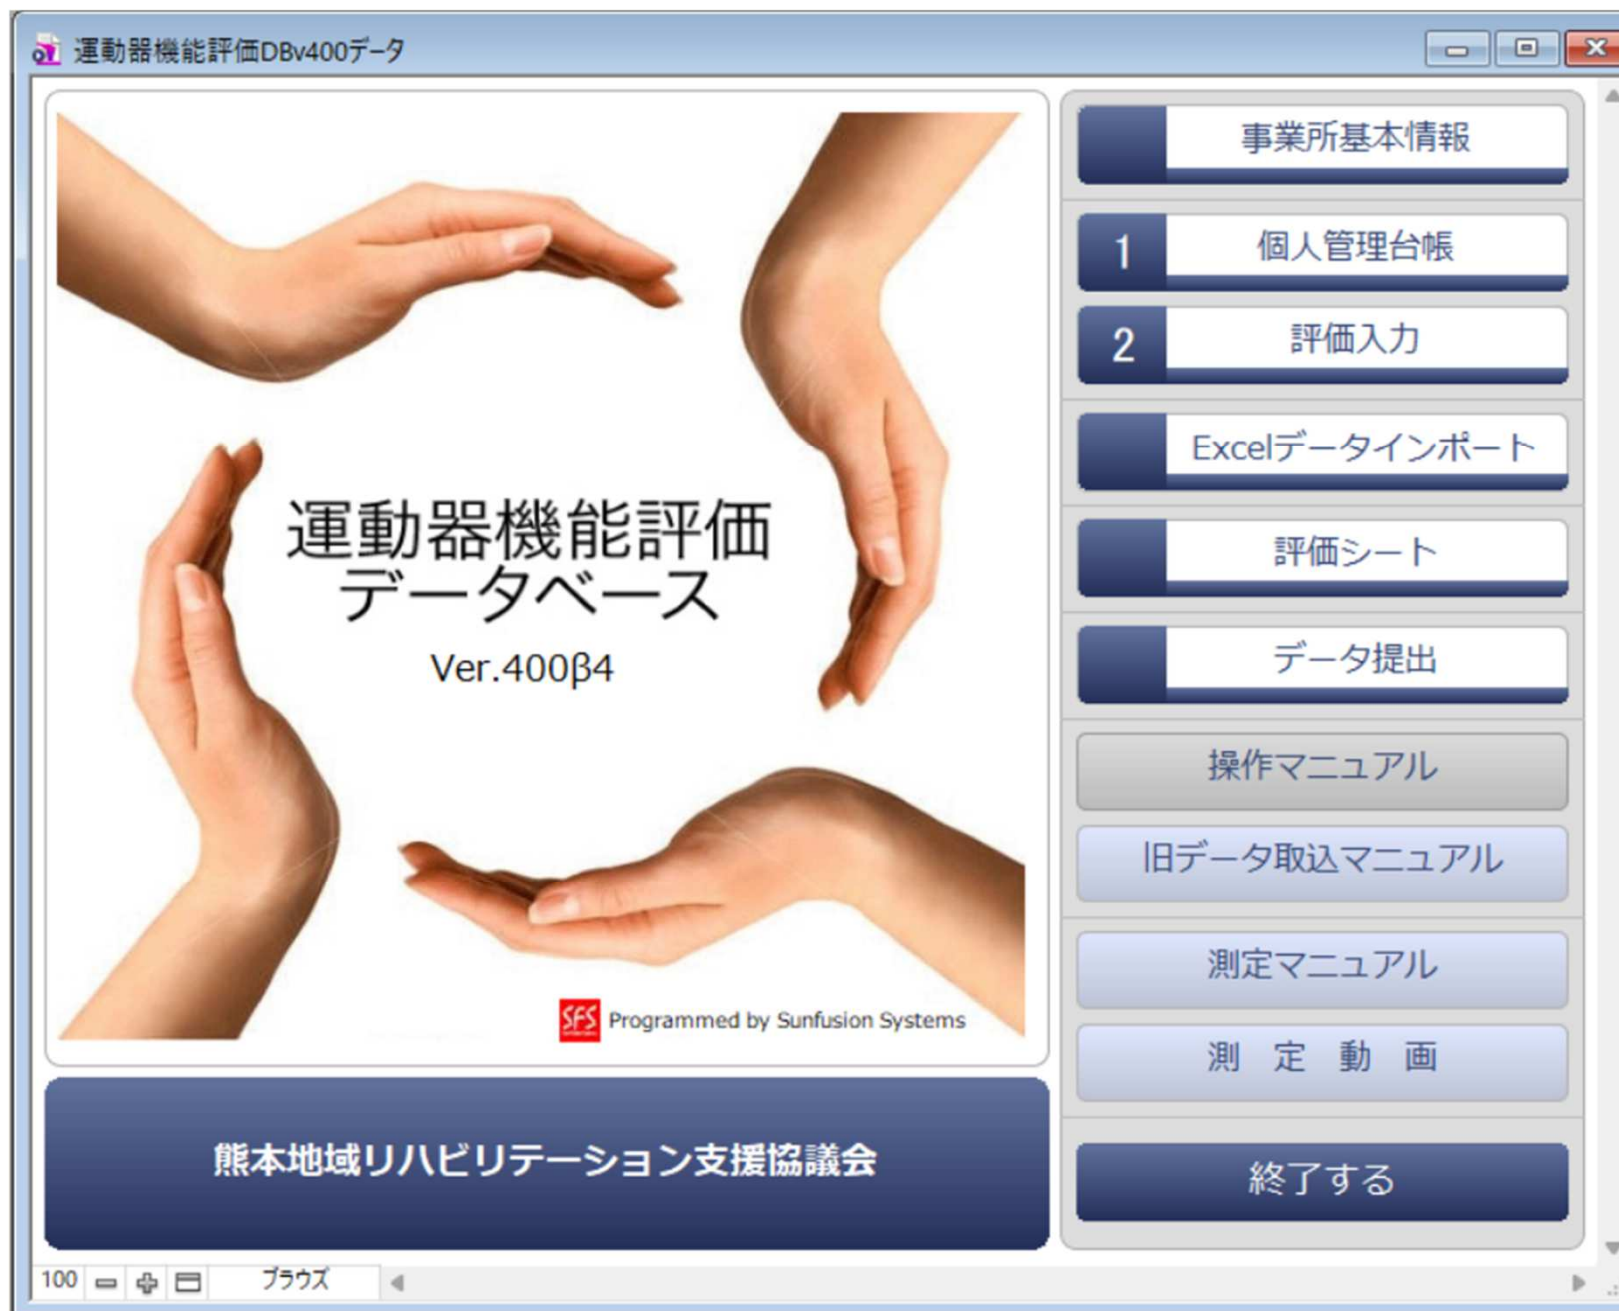 運動器機能評価DBv400データ
運動器機能評価
データベース
Ver.400β4
SFS
Programmed by Sunfusion Systems
熊本地域リハビリテーション支援協議会
事業所基本情報
1 個人管理台帳
2 評価入力
Excelデータインポート
評価シート
データ提出
操作マニュアル
旧データ取込マニュアル
測定マニュアル
測 定 動 画
終了する
100
ブラウズ